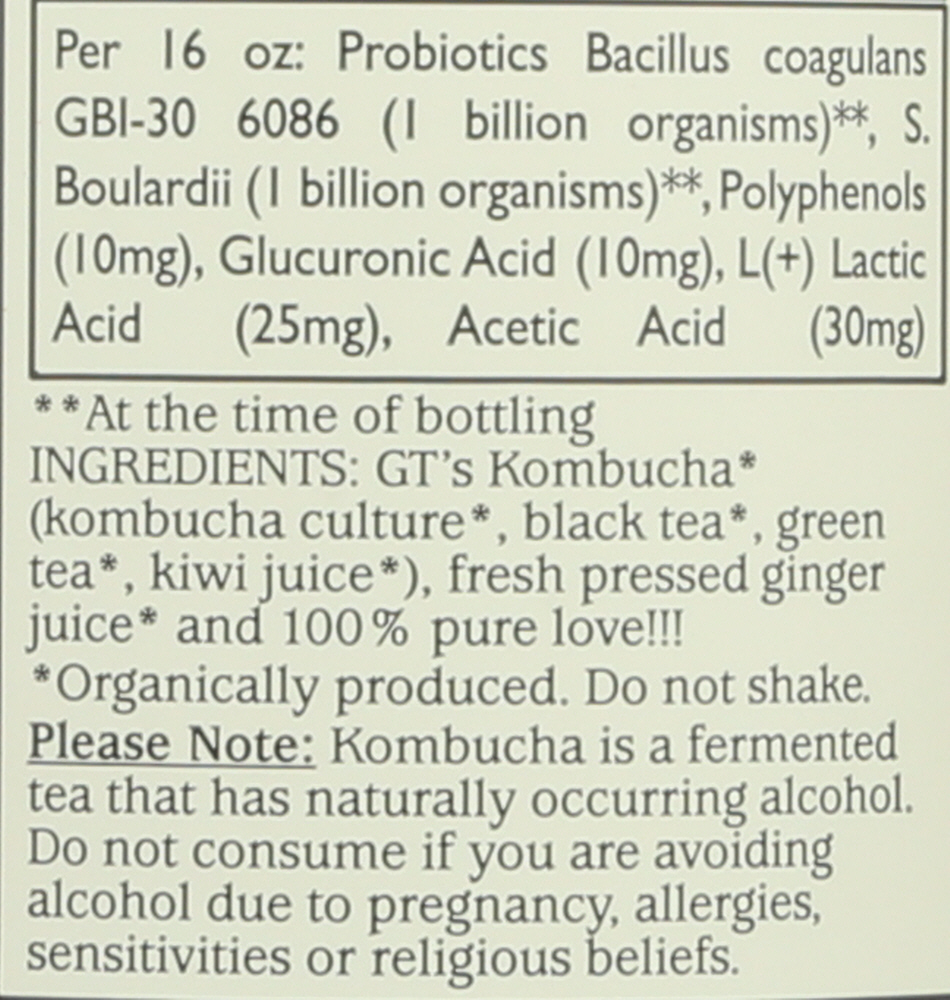 Per 16 oz: Probiotics Bacillus coagulans
GBI-30 6086 (1 billion organisms)**, S.
Boulardii (1 billion organisms)**, Polyphenols
(10mg), Glucuronic Acid (10mg), L(+) Lactic
Acid (25mg), Acetic Acid (30mg)
**At the time of bottling
INGREDIENTS: GT's Kombucha*
(kombucha culture*, black tea*, green
tea*, kiwi juice*), fresh pressed ginger
juice* and 100% pure love!!!
*Organically produced. Do not shake.
Please Note: Kombucha is a fermented
tea that has naturally occurring alcohol.
Do not consume if you are avoiding
alcohol due to pregnancy, allergies,
sensitivities or religious beliefs.